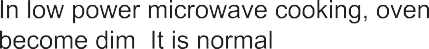 In low power microwave cooking, oven
become dim  It is normal